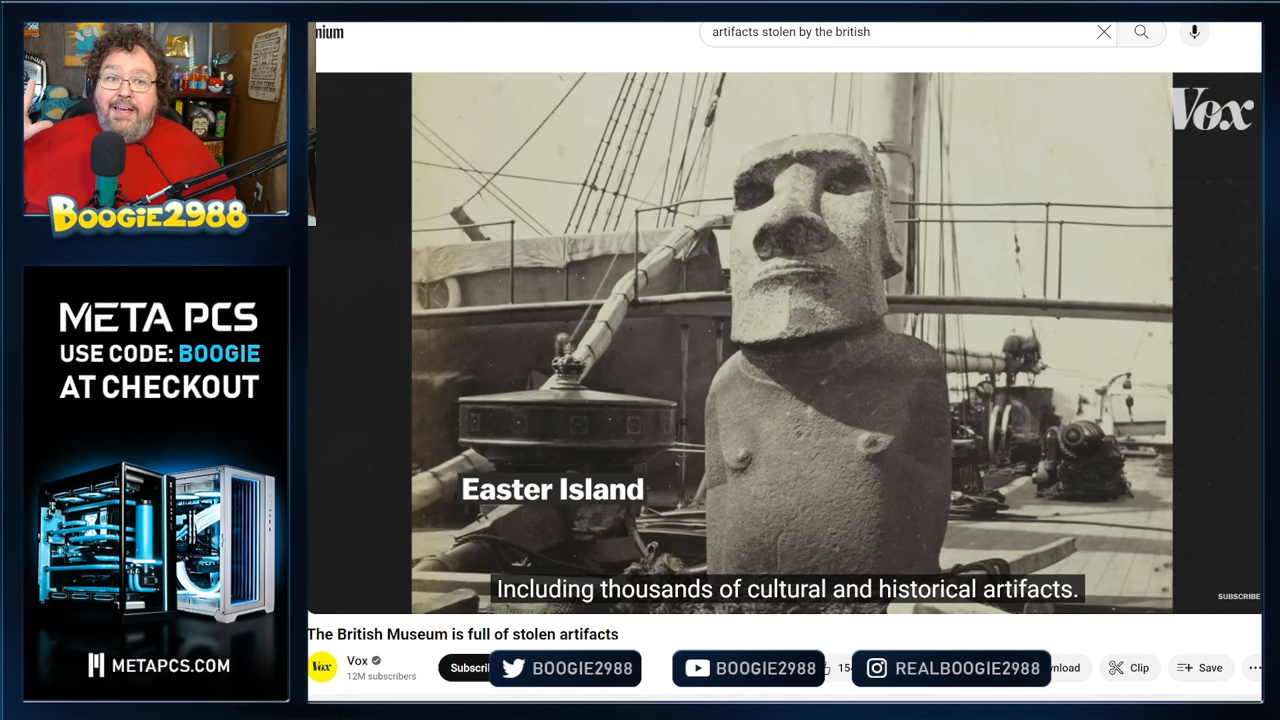 nium
artifacts stolen by the british
Vox
BOOGIE2988
META PCS
USE CODE: BOOGIE
AT CHECKOUT
METAPCS.COM
Easter Island
Including thousands of cultural and historical artifacts.
SUBSCRIBE
The British Museum is full of stolen artifacts
Vox
Vox
12M subscribers
Subscri
BOOGIE2988
BOOGIE2988
REALBOOGIE2988
nload
Clip
Save